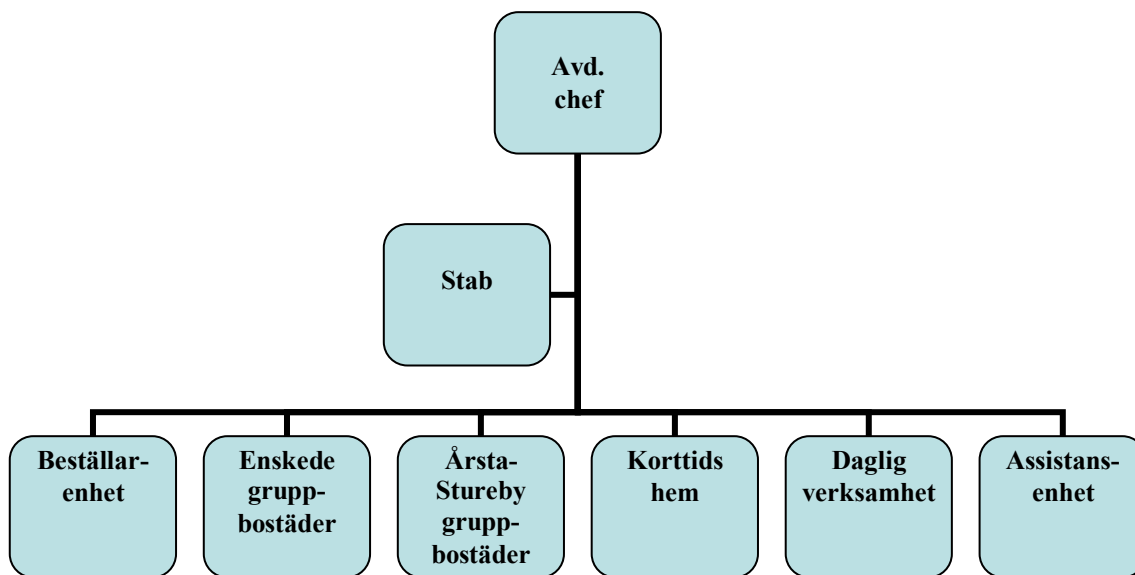 Avd.
chef
Stab
Beställar-
enhet
Enskede
grupp-
bostäder
Årsta-
Stureby
grupp-
bostäder
Korttids
hem
Daglig
verksamhet
Assistans-
enhet